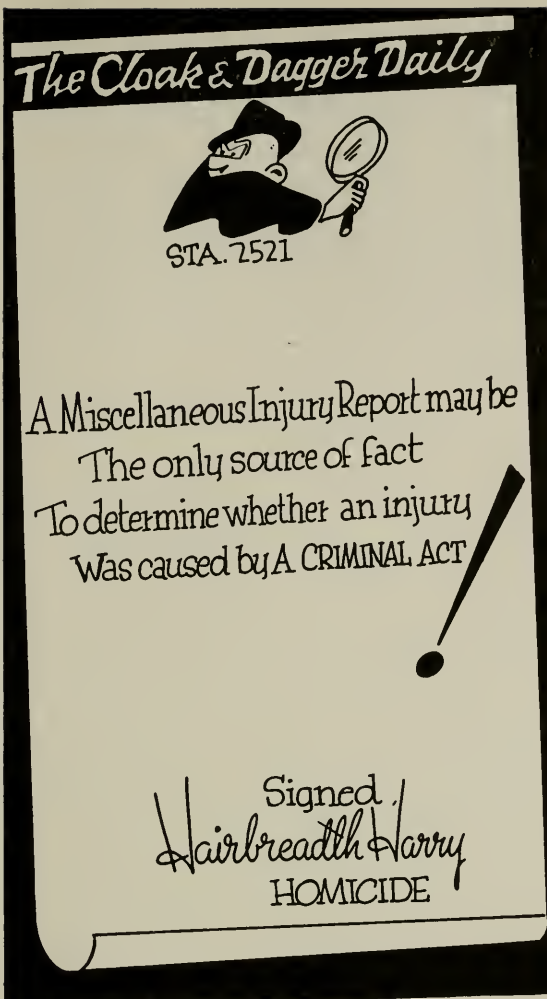 The Cloak & Dagger Daily
STA. 2521
A Miscellaneous Injury Report may be
The only source of fact
To determine whether an injury
Was caused by A CRIMINAL ACT
!
Signed
Hairbreadth Harry
HOMICIDE